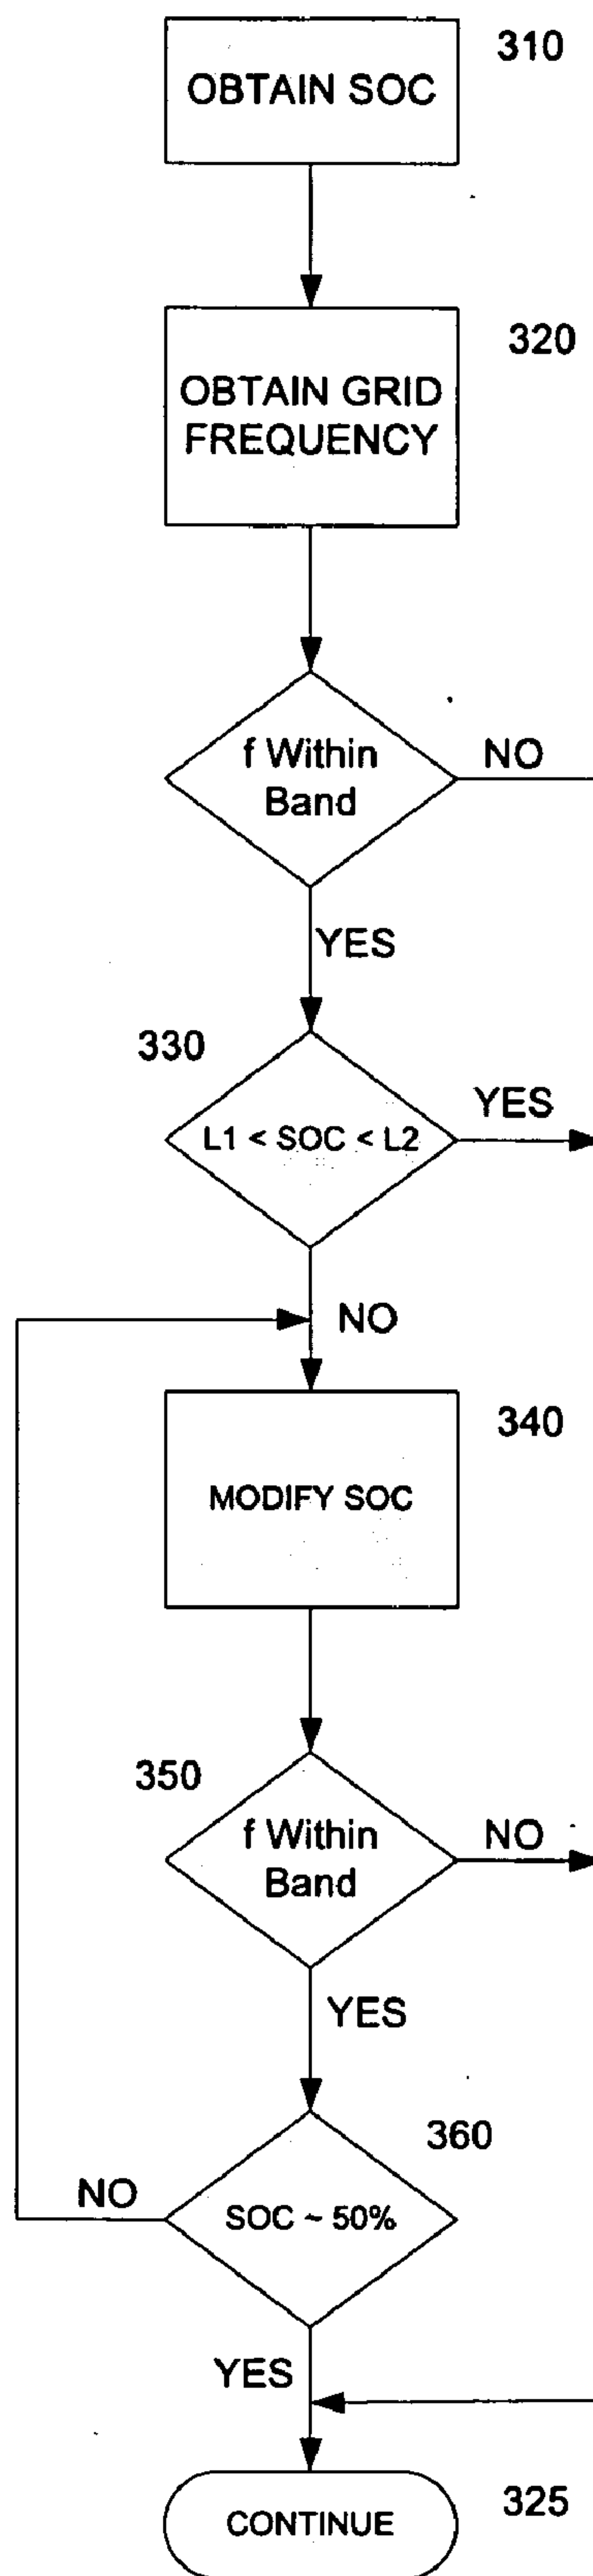 310
OBTAIN SOC
320
OBTAIN GRID
FREQUENCY
f Within
Band
NO
YES
330
L1 < SOC < L2
YES
NO
340
MODIFY SOC
350
f Within
Band
NO
YES
360
SOC ~ 50%
NO
YES
325
CONTINUE